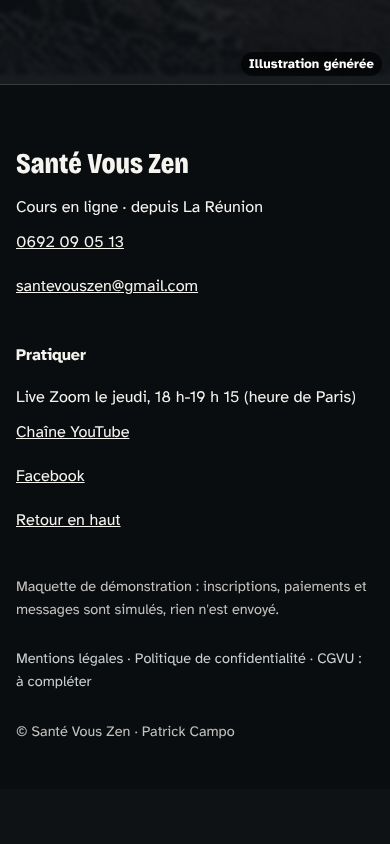 Illustration générée
Santé Vous Zen
Cours en ligne · depuis La Réunion
0692 09 05 13
santevouszen@gmail.com
Pratiquer
Live Zoom le jeudi, 18 h-19 h 15 (heure de Paris)
Chaîne YouTube
Facebook
Retour en haut
Maquette de démonstration : inscriptions, paiements et
messages sont simulés, rien n'est envoyé.
Mentions légales · Politique de confidentialité · CGVU :
à compléter
© Santé Vous Zen · Patrick Campo